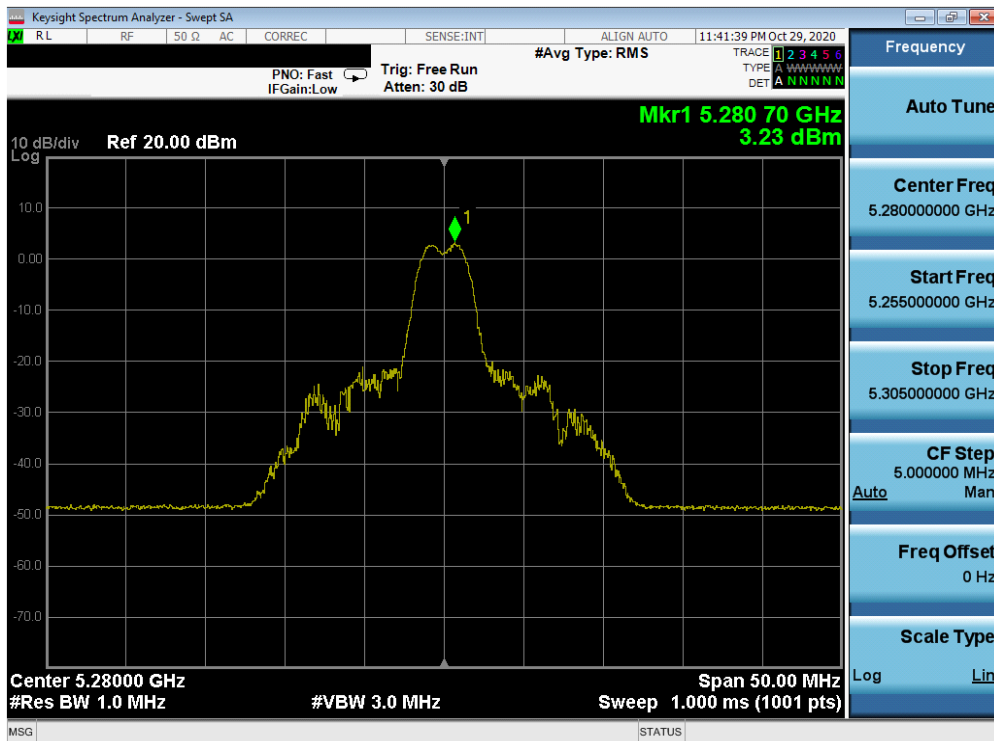 Keysight Spectrum Analyzer - Swept SA
LXI RL RF 50 Ω AC CORREC SENSE:INT ALIGN AUTO 11:41:39 PM Oct 29, 2020
#Avg Type: RMS
TRACE 1 2 3 4 5 6
TYPE A WWWWW
DET A N N N N N
PNO: Fast
IFGain:Low
Trig: Free Run
Atten: 30 dB
Mkr1 5.280 70 GHz
3.23 dBm
10 dB/div
Log
Ref 20.00 dBm
1
10.0
0.00
-10.0
-20.0
-30.0
-40.0
-50.0
-60.0
-70.0
Center 5.28000 GHz
Span 50.00 MHz
#Res BW 1.0 MHz
#VBW 3.0 MHz
Sweep 1.000 ms (1001 pts)
MSG
STATUS
Frequency
Auto Tune
Center Freq
5.280000000 GHz
Start Freq
5.255000000 GHz
Stop Freq
5.305000000 GHz
CF Step
5.000000 MHz
Auto Man
Freq Offset
0 Hz
Scale Type
Log Lin